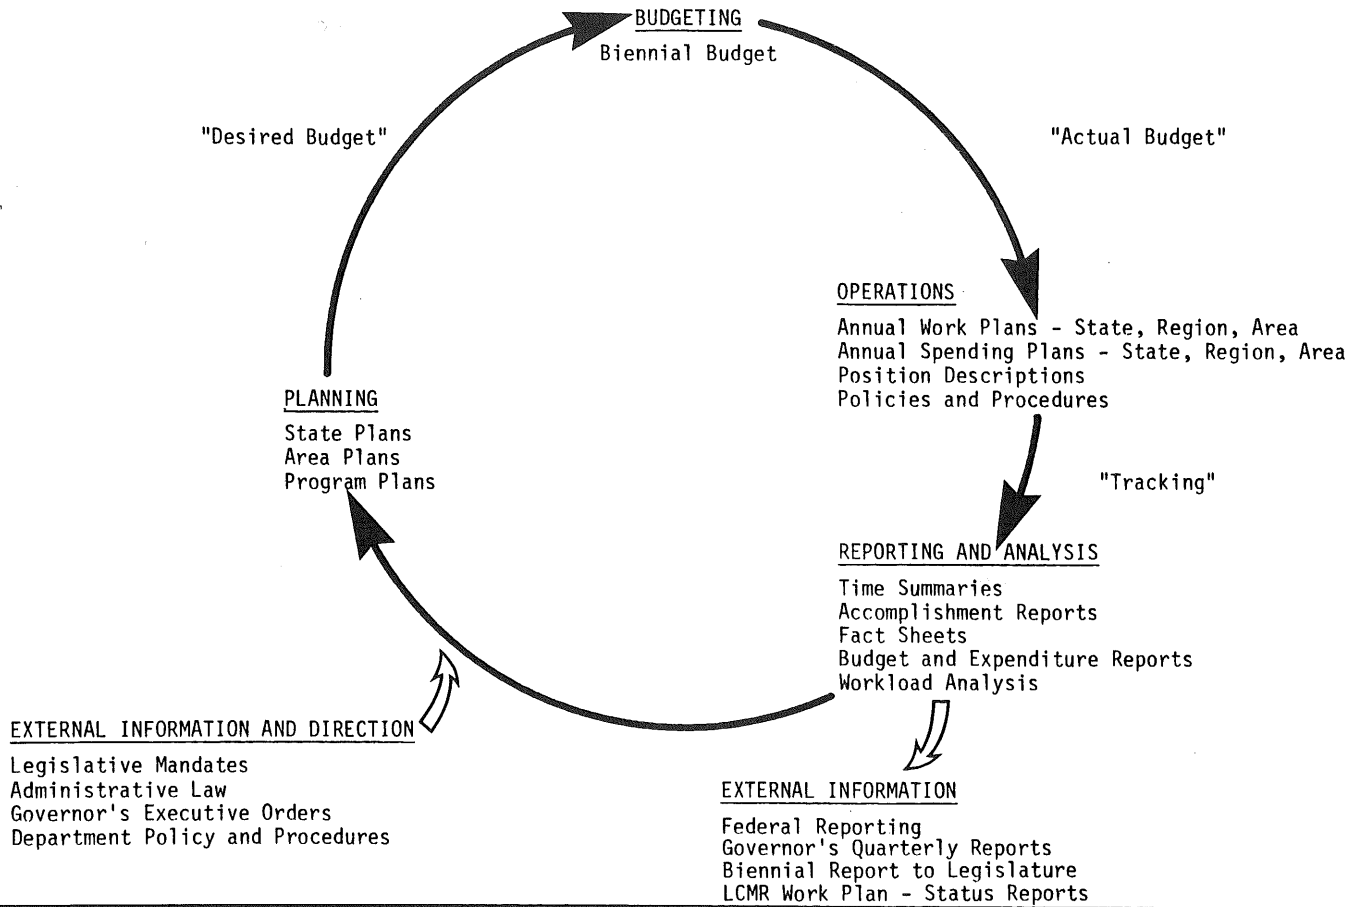 BUDGETING
Biennial Budget
"Desired Budget"
"Actual Budget"
OPERATIONS
Annual Work Plans - State, Region, Area
Annual Spending Plans - State, Region, Area
Position Descriptions
Policies and Procedures
PLANNING
State Plans
Area Plans
Program Plans
"Tracking"
REPORTING AND ANALYSIS
Time Summaries
Accomplishment Reports
Fact Sheets
Budget and Expenditure Reports
Workload Analysis
EXTERNAL INFORMATION AND DIRECTION
Legislative Mandates
Administrative Law
Governor's Executive Orders
Department Policy and Procedures
EXTERNAL INFORMATION
Federal Reporting
Governor's Quarterly Reports
Biennial Report to Legislature
LCMR Work Plan - Status Reports